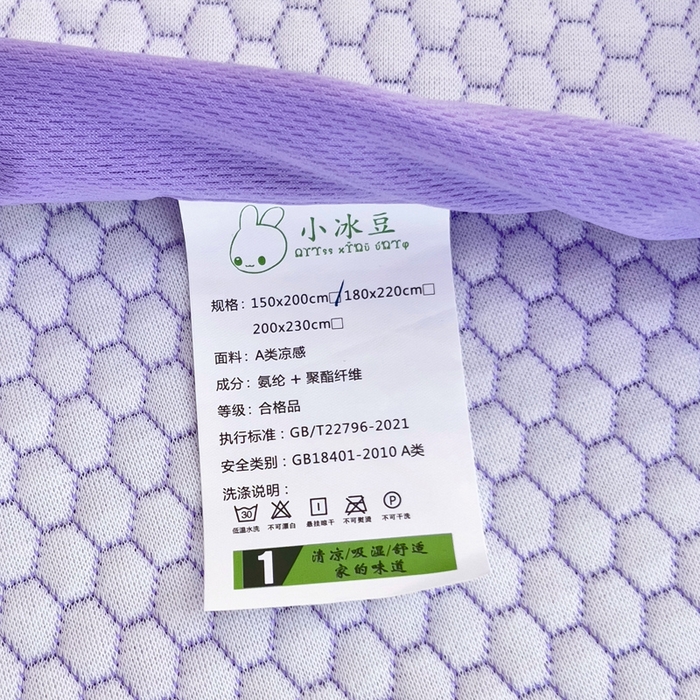 小冰豆
规格：150x200cm☑180x220cm□
200x230cm□
面料：A类凉感
成分：氨纶 + 聚酯纤维
等级：合格品
执行标准：GB/T22796-2021
安全类别：GB18401-2010 A类
洗涤说明：
30 P
低温水洗 不可漂白 悬挂晾干 不可熨烫 不可干洗
1 清凉/吸湿/舒适
家的味道